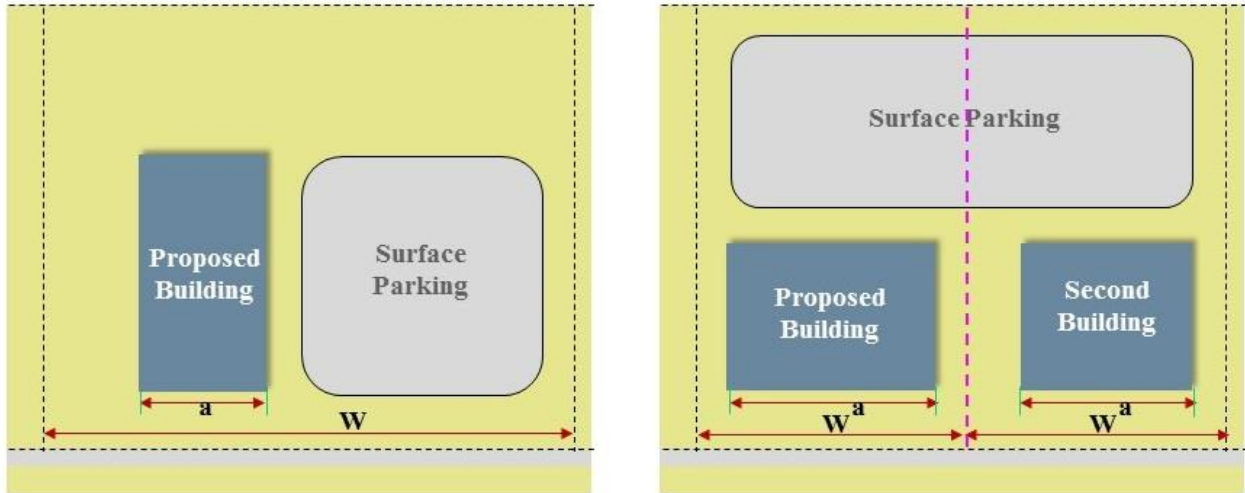 Proposed
Building
Surface
Parking
a
W
Surface Parking
Proposed
Building
Second
Building
a
a
W
W